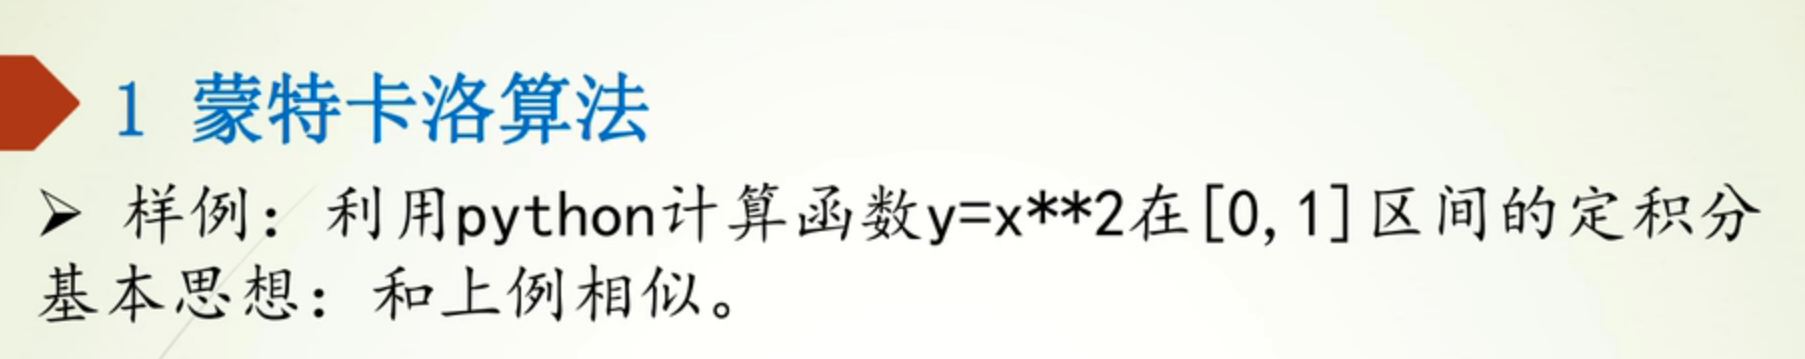 1 蒙特卡洛算法
➢ 样例：利用python计算函数y=x**2在[0,1]区间的定积分
基本思想：和上例相似。